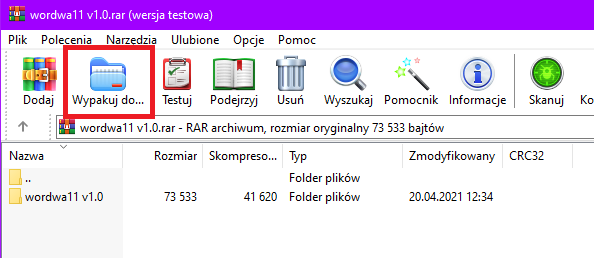 wordwa11 v1.0.rar (wersja testowa)
Plik Polecenia Narzędzia Ulubione Opcje Pomoc
Dodaj Wypakuj do... Testuj Podejrzyj Usuń Wyszukaj Pomocnik Informacje Skanuj Ko
wordwa11 v1.0.rar - RAR archiwum, rozmiar oryginalny 73 533 bajtów
Nazwa Rozmiar Skompreso... Typ Zmodyfikowany CRC32
.. Folder plików
wordwa11 v1.0 73 533 41 620 Folder plików 20.04.2021 12:34